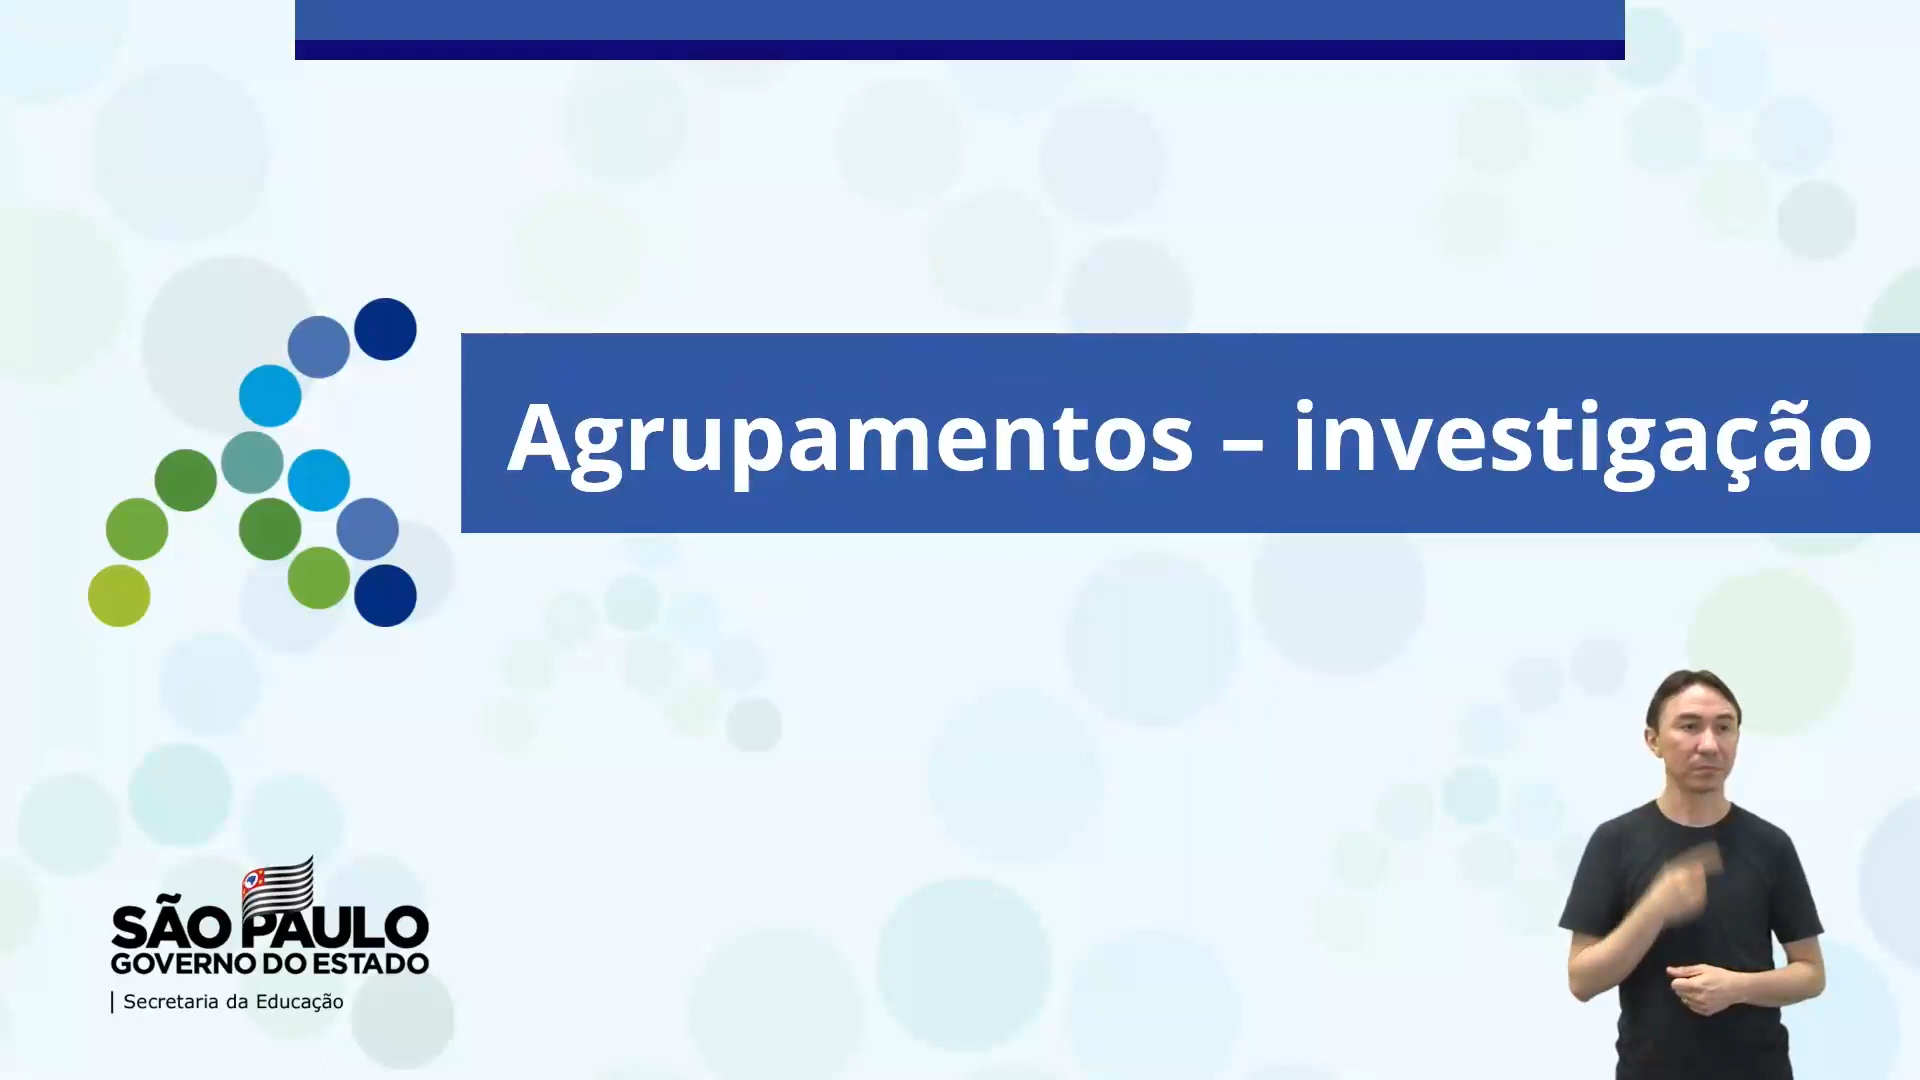 Agrupamentos – investigação
SÃO PAULO
GOVERNO DO ESTADO
Secretaria da Educação